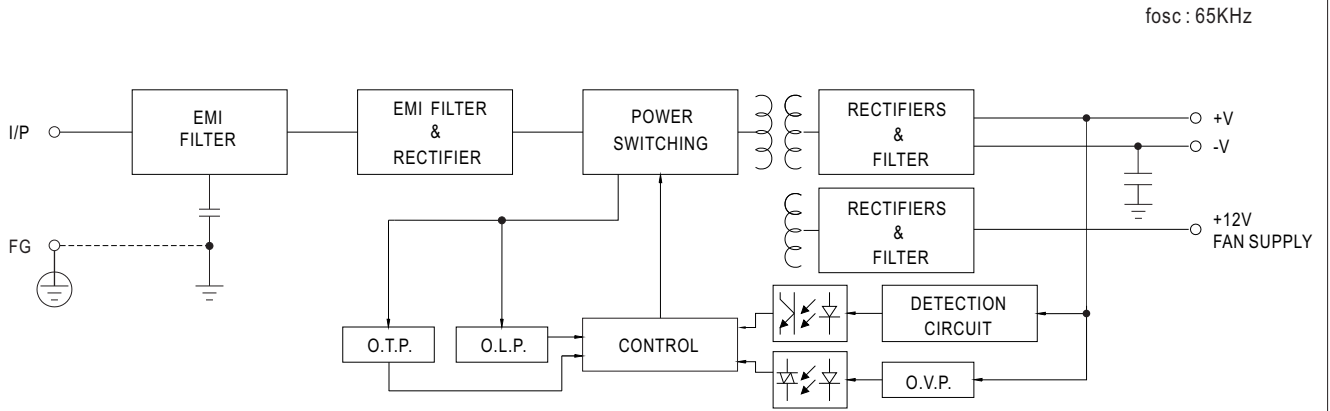 fosc : 65KHz
I/P
EMI
FILTER
EMI FILTER
&
RECTIFIER
POWER
SWITCHING
RECTIFIERS
&
FILTER
+V
-V
RECTIFIERS
&
FILTER
+12V
FAN SUPPLY
FG
O.T.P.
O.L.P.
CONTROL
DETECTION
CIRCUIT
O.V.P.